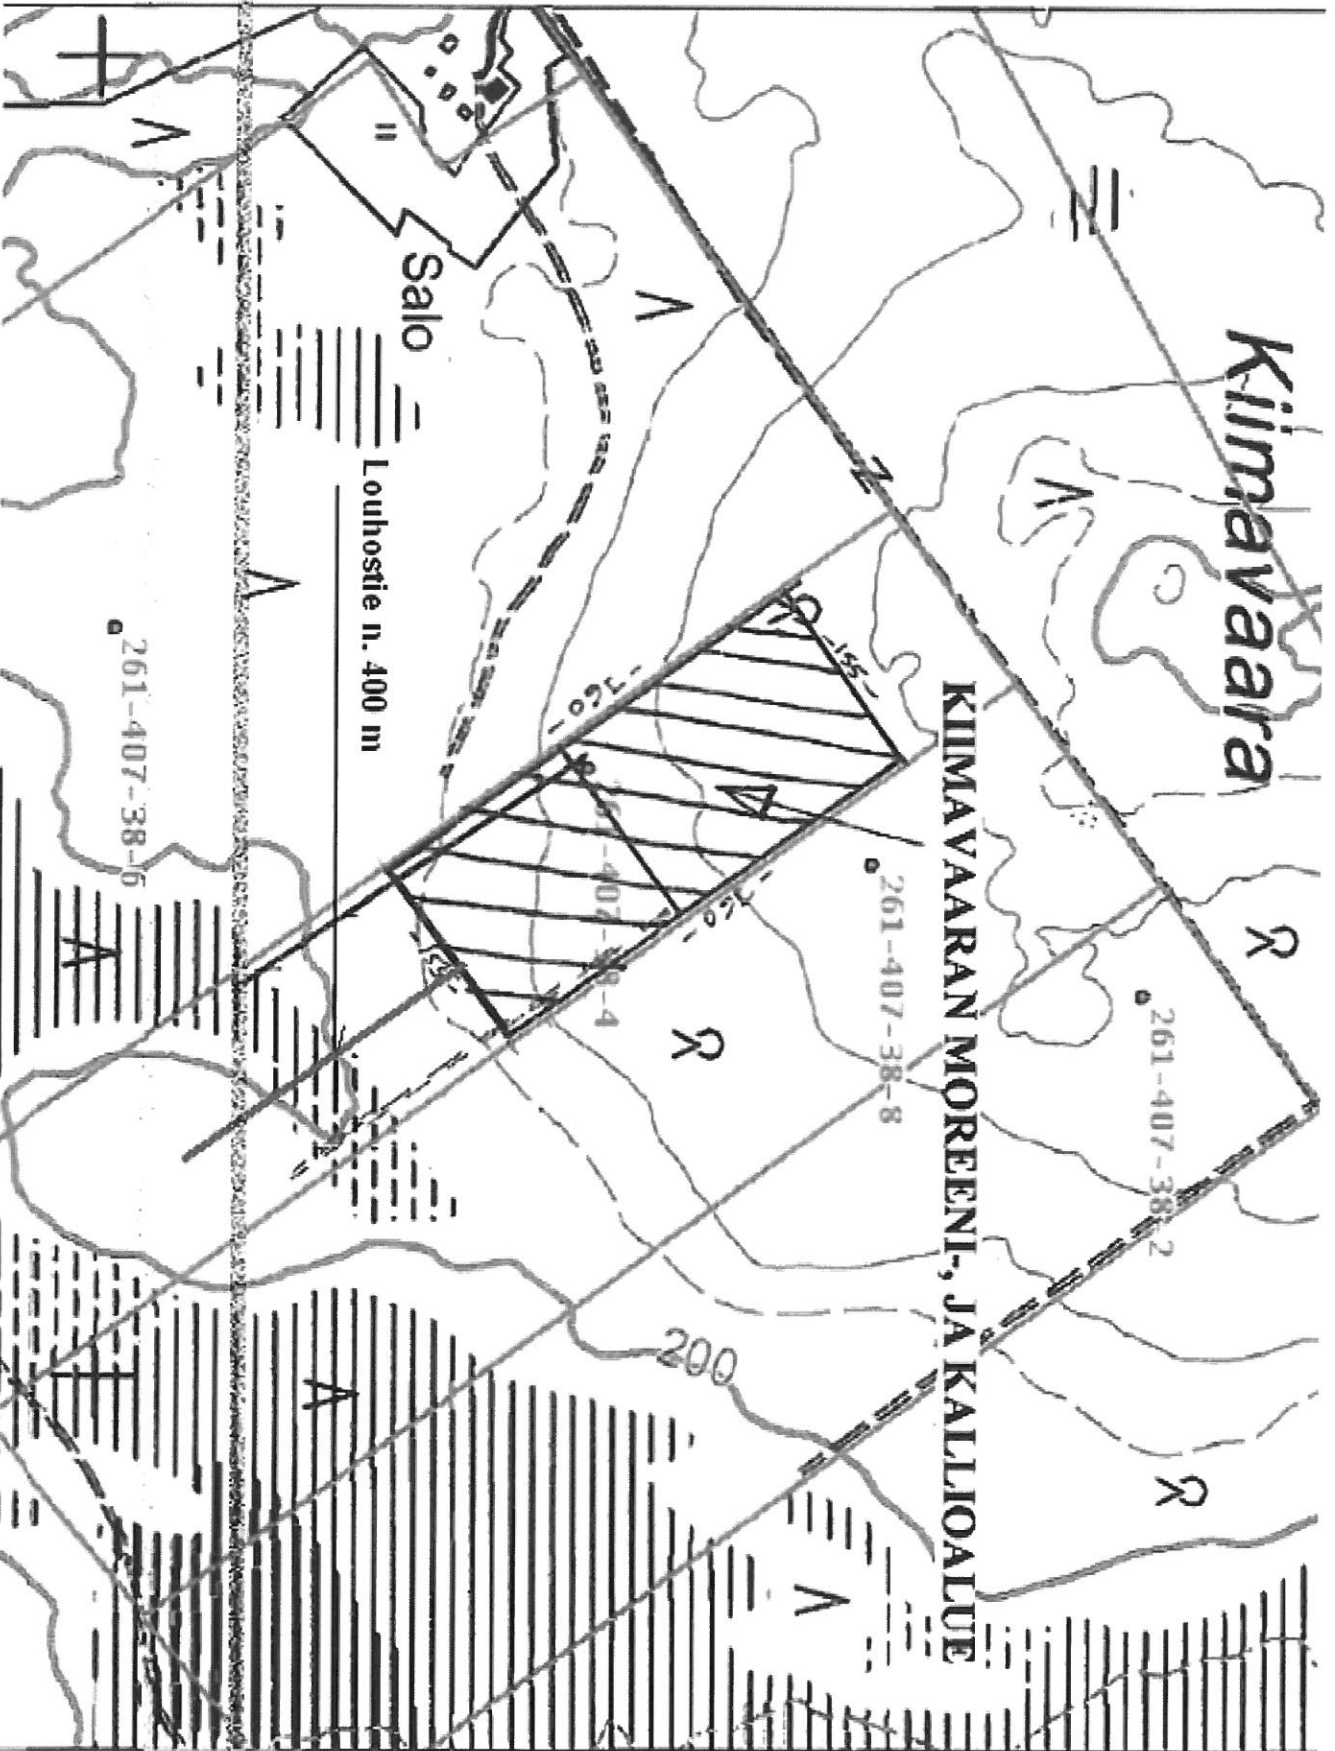 Kiimavaara
KIIMAVAARAN MOREENI-, JA KALLIOALUE
261-407-38-2
261-407-38-8
-155-
-160-
-160-
200
Salo
Louhostie n. 400 m
261-407-38-6